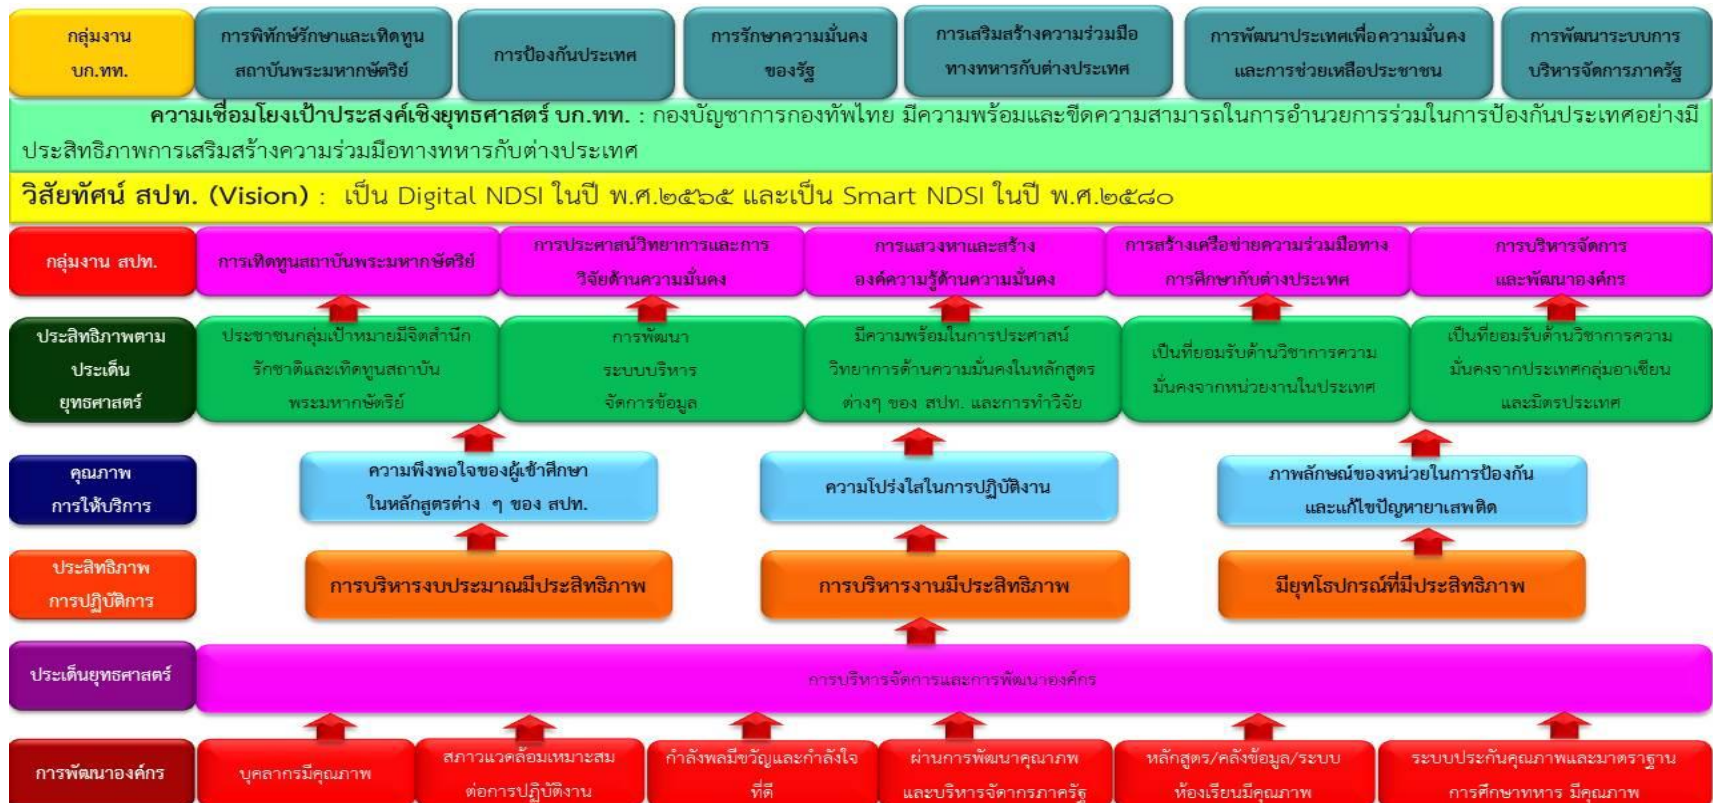 กลุ่มงาน
บก.ทท.
การพิทักษ์รักษาและเทิดทูน
สถาบันพระมหากษัตริย์
การป้องกันประเทศ
การรักษาความมั่นคง
ของรัฐ
การเสริมสร้างความร่วมมือ
ทางทหารกับต่างประเทศ
การพัฒนาประเทศเพื่อความมั่นคง
และการช่วยเหลือประชาชน
การพัฒนาระบบการ
บริหารจัดการภาครัฐ
ความเชื่อมโยงเป้าประสงค์เชิงยุทธศาสตร์ บก.ทท. : กองบัญชาการกองทัพไทย มีความพร้อมและขีดความสามารถในการอำนวยการร่วมในการป้องกันประเทศอย่างมี
ประสิทธิภาพการเสริมสร้างความร่วมมือทางทหารกับต่างประเทศ
วิสัยทัศน์ สปท. (Vision) : เป็น Digital NDSI ในปี พ.ศ.๒๕๖๕ และเป็น Smart NDSI ในปี พ.ศ.๒๕๘๐
กลุ่มงาน สปท.
การเทิดทูนสถาบันพระมหากษัตริย์
การประศาสน์วิทยาการและการ
วิจัยด้านความมั่นคง
การแสวงหาและสร้าง
องค์ความรู้ด้านความมั่นคง
การสร้างเครือข่ายความร่วมมือทาง
การศึกษากับต่างประเทศ
การบริหารจัดการ
และพัฒนาองค์กร
ประสิทธิภาพตาม
ประเด็น
ยุทธศาสตร์
ประชาชนกลุ่มเป้าหมายมีจิตสำนึก
รักชาติและเทิดทูนสถาบัน
พระมหากษัตริย์
การพัฒนา
ระบบบริหาร
จัดการข้อมูล
มีความพร้อมในการประศาสน์
วิทยาการด้านความมั่นคงในหลักสูตร
ต่างๆ ของ สปท. และการทำวิจัย
เป็นที่ยอมรับด้านวิชาการความ
มั่นคงจากหน่วยงานในประเทศ
เป็นที่ยอมรับด้านวิชาการความ
มั่นคงจากประเทศกลุ่มอาเซียน
และมิตรประเทศ
คุณภาพ
การให้บริการ
ความพึงพอใจของผู้เข้าศึกษา
ในหลักสูตรต่าง ๆ ของ สปท.
ความโปร่งใสในการปฏิบัติงาน
ภาพลักษณ์ของหน่วยในการป้องกัน
และแก้ไขปัญหายาเสพติด
ประสิทธิภาพ
การปฏิบัติการ
การบริหารงบประมาณมีประสิทธิภาพ
การบริหารงานมีประสิทธิภาพ
มียุทโธปกรณ์ที่มีประสิทธิภาพ
ประเด็นยุทธศาสตร์
การบริหารจัดการและการพัฒนาองค์กร
การพัฒนาองค์กร
บุคลากรมีคุณภาพ
สภาวแวดล้อมเหมาะสม
ต่อการปฏิบัติงาน
กำลังพลมีขวัญและกำลังใจ
ที่ดี
ผ่านการพัฒนาคุณาภพ
และบริหารจัดากรภาครัฐ
หลักสูตร/คลังข้อมูล/ระบบ
ห้องเรียนมีคุณภาพ
ระบบประกันคุณภาพและมาตราฐาน
การศึกษาทหาร มีคุณภาพ